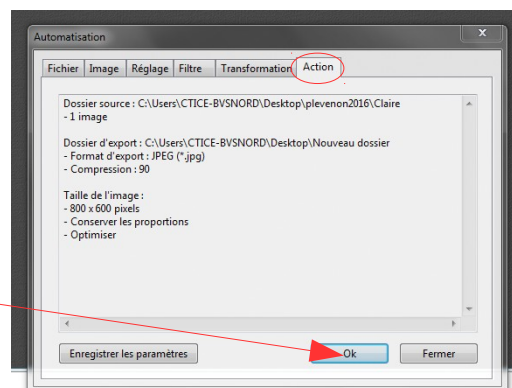 Automatisation
x
Fichier Image Réglage Filtre Transformation Action
Dossier source : C:\Users\CTICE-BVSNORD\Desktop\plevenon2016\Claire
- 1 image
Dossier d'export : C:\Users\CTICE-BVSNORD\Desktop\Nouveau dossier
- Format d'export : JPEG (*.jpg)
- Compression : 90
Taille de l'image :
- 800 x 600 pixels
- Conserver les proportions
- Optimiser
Enregistrer les paramètres Ok Fermer